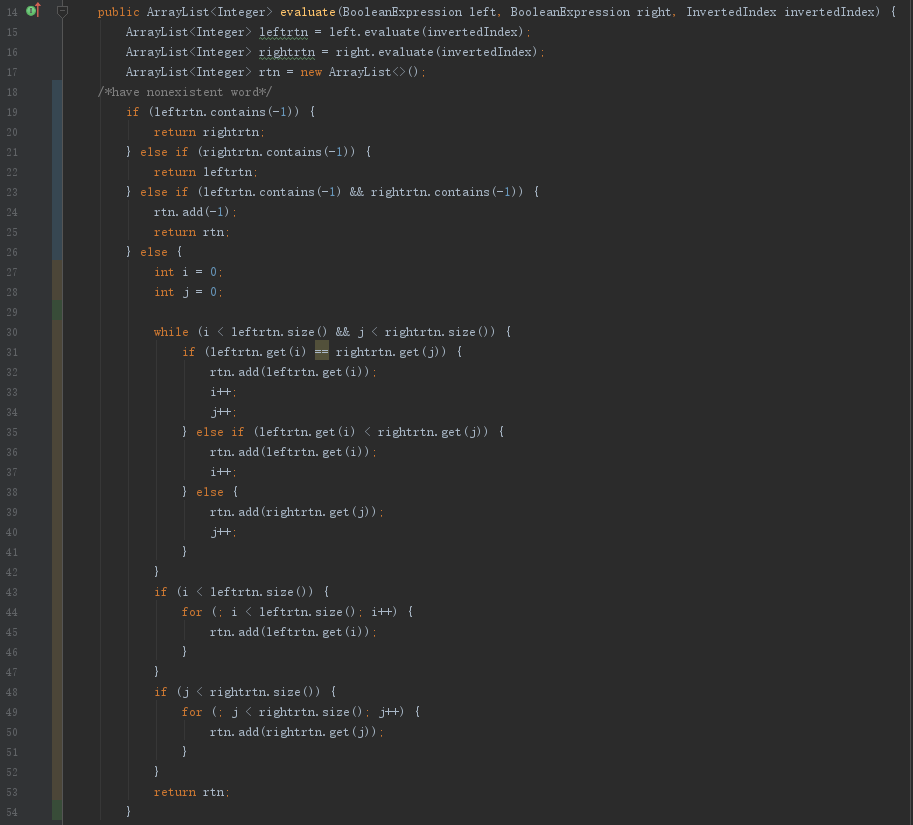 14 public ArrayList<Integer> evaluate(BooleanExpression left, BooleanExpression right, InvertedIndex invertedIndex) {
15 ArrayList<Integer> leftrtn = left.evaluate(invertedIndex);
16 ArrayList<Integer> rightrtn = right.evaluate(invertedIndex);
17 ArrayList<Integer> rtn = new ArrayList<>();
18 /*have nonexistent word*/
19 if (leftrtn.contains(-1)) {
20 return rightrtn;
21 } else if (rightrtn.contains(-1)) {
22 return leftrtn;
23 } else if (leftrtn.contains(-1) && rightrtn.contains(-1)) {
24 rtn.add(-1);
25 return rtn;
26 } else {
27 int i = 0;
28 int j = 0;
29
30 while (i < leftrtn.size() && j < rightrtn.size()) {
31 if (leftrtn.get(i) == rightrtn.get(j)) {
32 rtn.add(leftrtn.get(i));
33 i++;
34 j++;
35 } else if (leftrtn.get(i) < rightrtn.get(j)) {
36 rtn.add(leftrtn.get(i));
37 i++;
38 } else {
39 rtn.add(rightrtn.get(j));
40 j++;
41 }
42 }
43 if (i < leftrtn.size()) {
44 for (; i < leftrtn.size(); i++) {
45 rtn.add(leftrtn.get(i));
46 }
47 }
48 if (j < rightrtn.size()) {
49 for (; j < rightrtn.size(); j++) {
50 rtn.add(rightrtn.get(j));
51 }
52 }
53 return rtn;
54 }